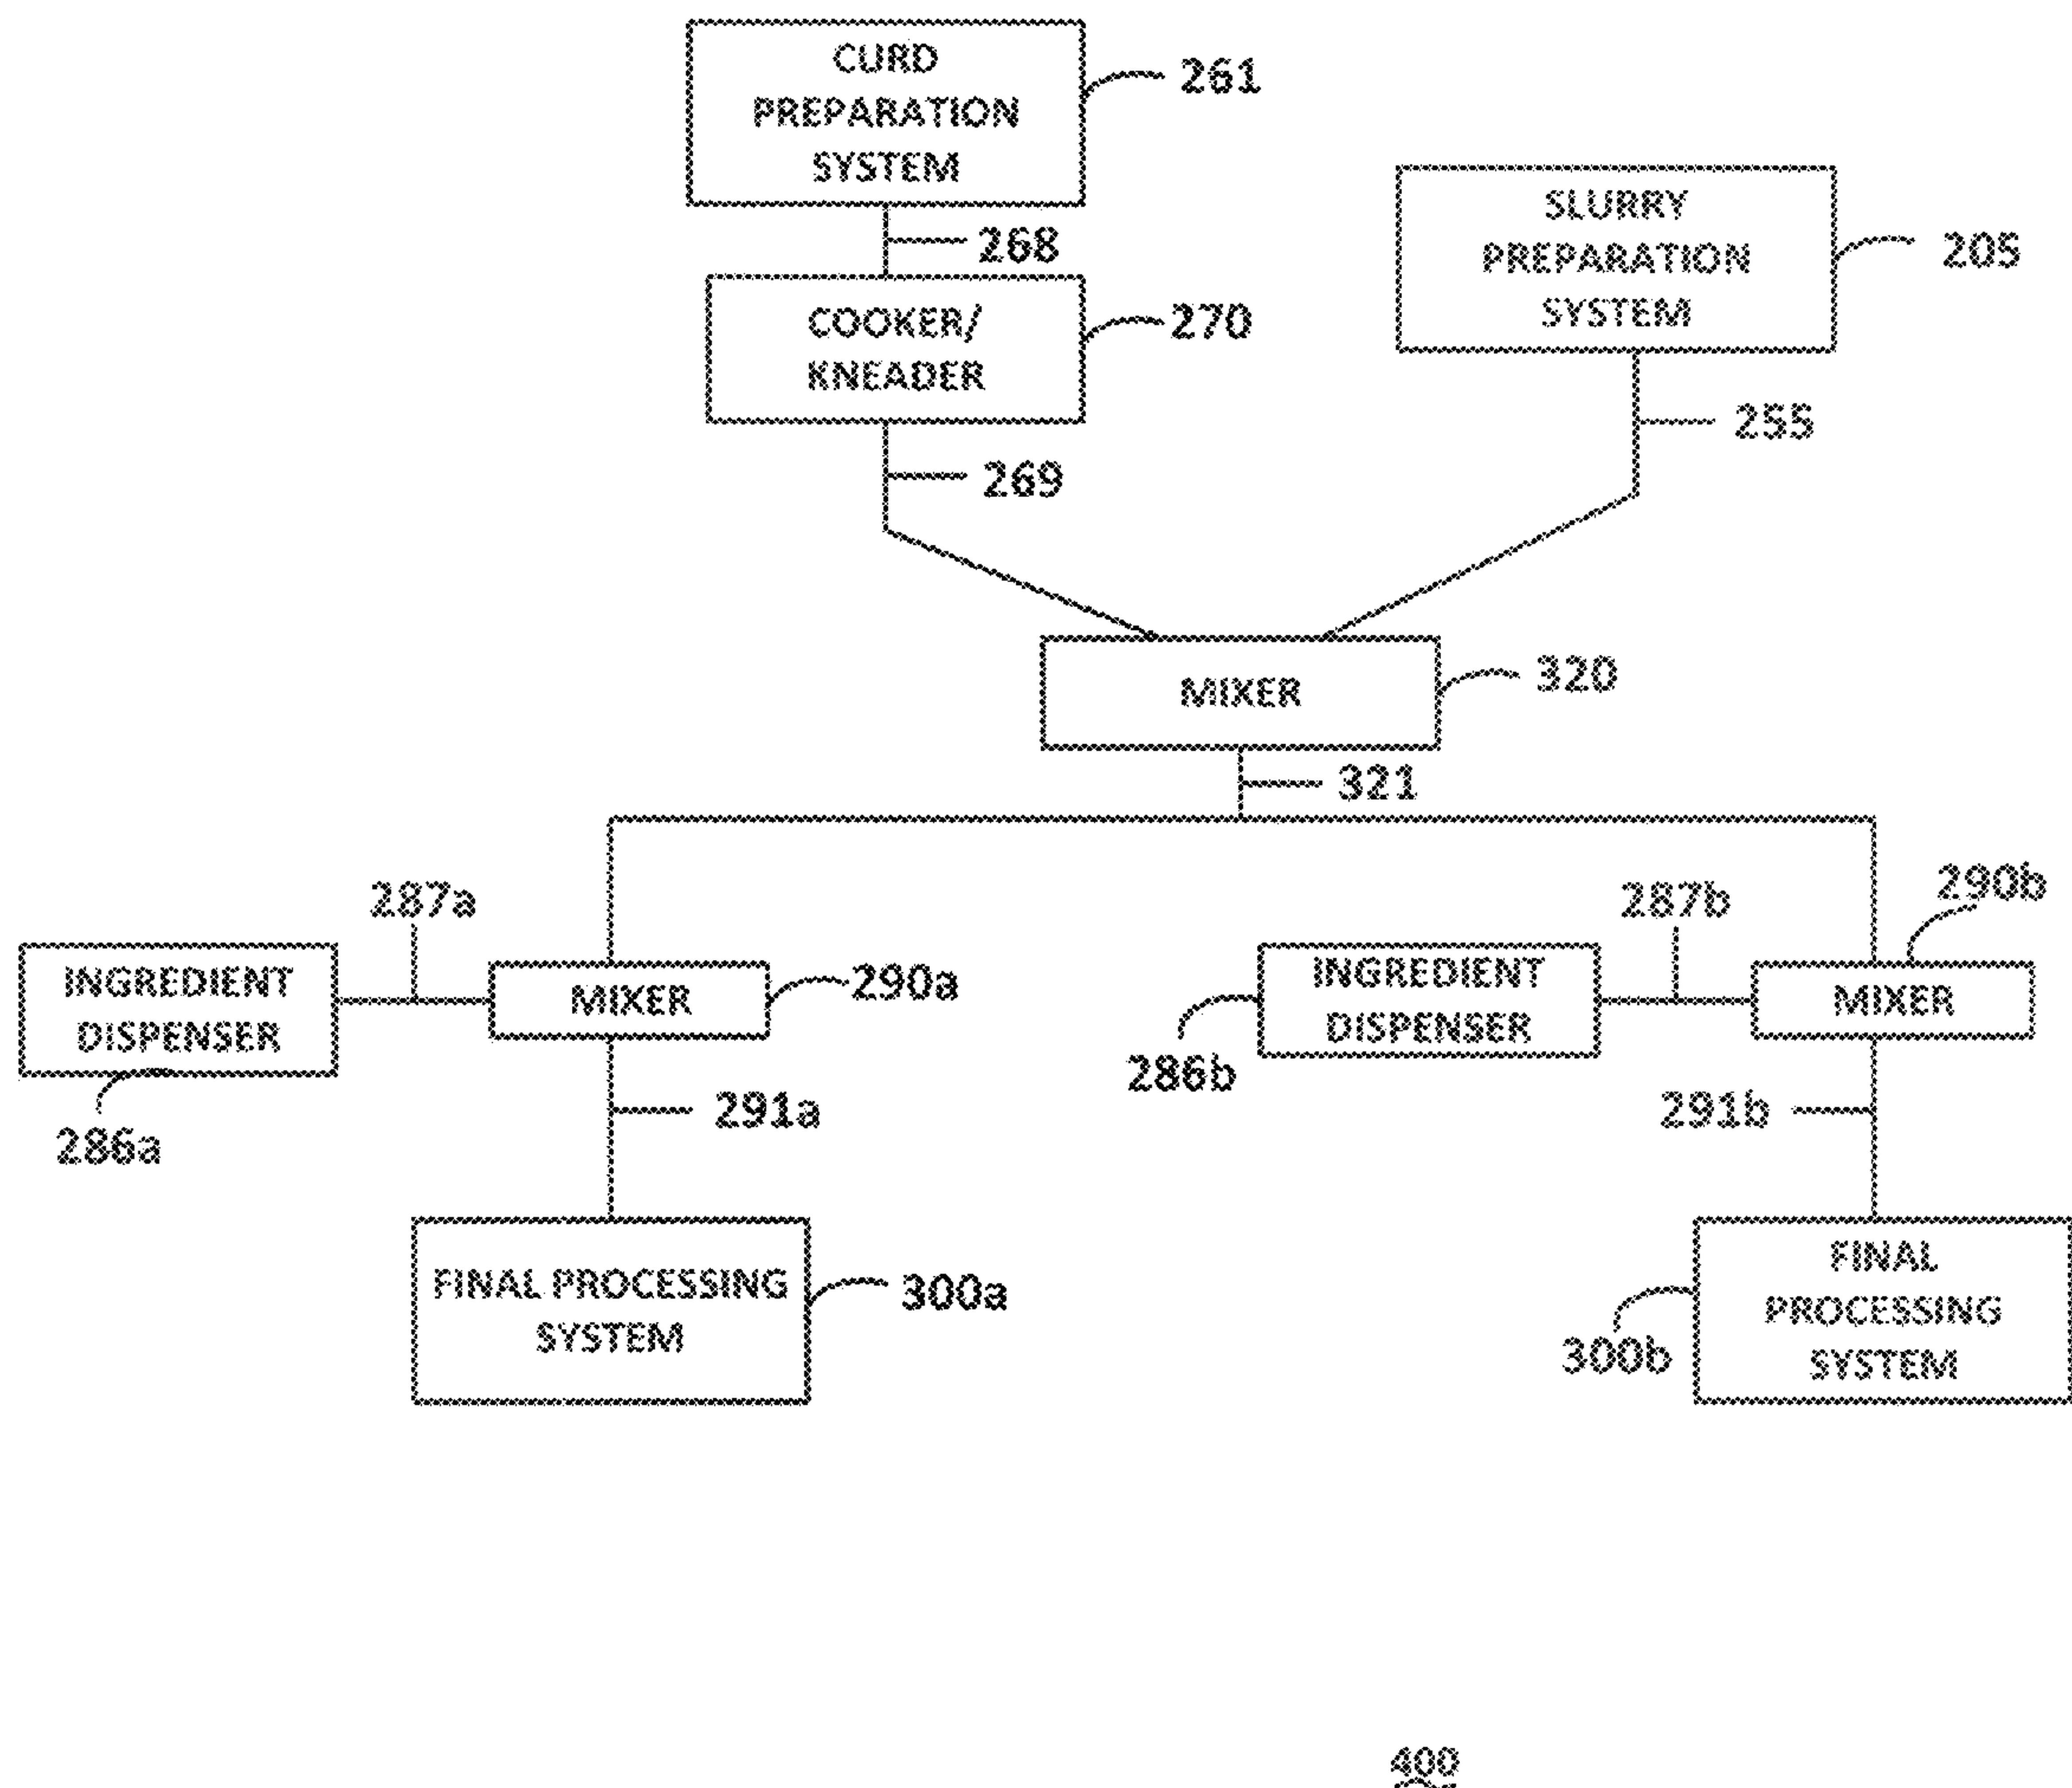 CURD
PREPARATION
SYSTEM
261
268
SLURRY
PREPARATION
SYSTEM
205
COOKER/
KNEADER
270
255
269
MIXER
320
321
287a
287b
290b
INGREDIENT
DISPENSER
MIXER
290a
INGREDIENT
DISPENSER
MIXER
286b
286a
291a
291b
FINAL PROCESSING
SYSTEM
300a
FINAL
PROCESSING
SYSTEM
300b
400